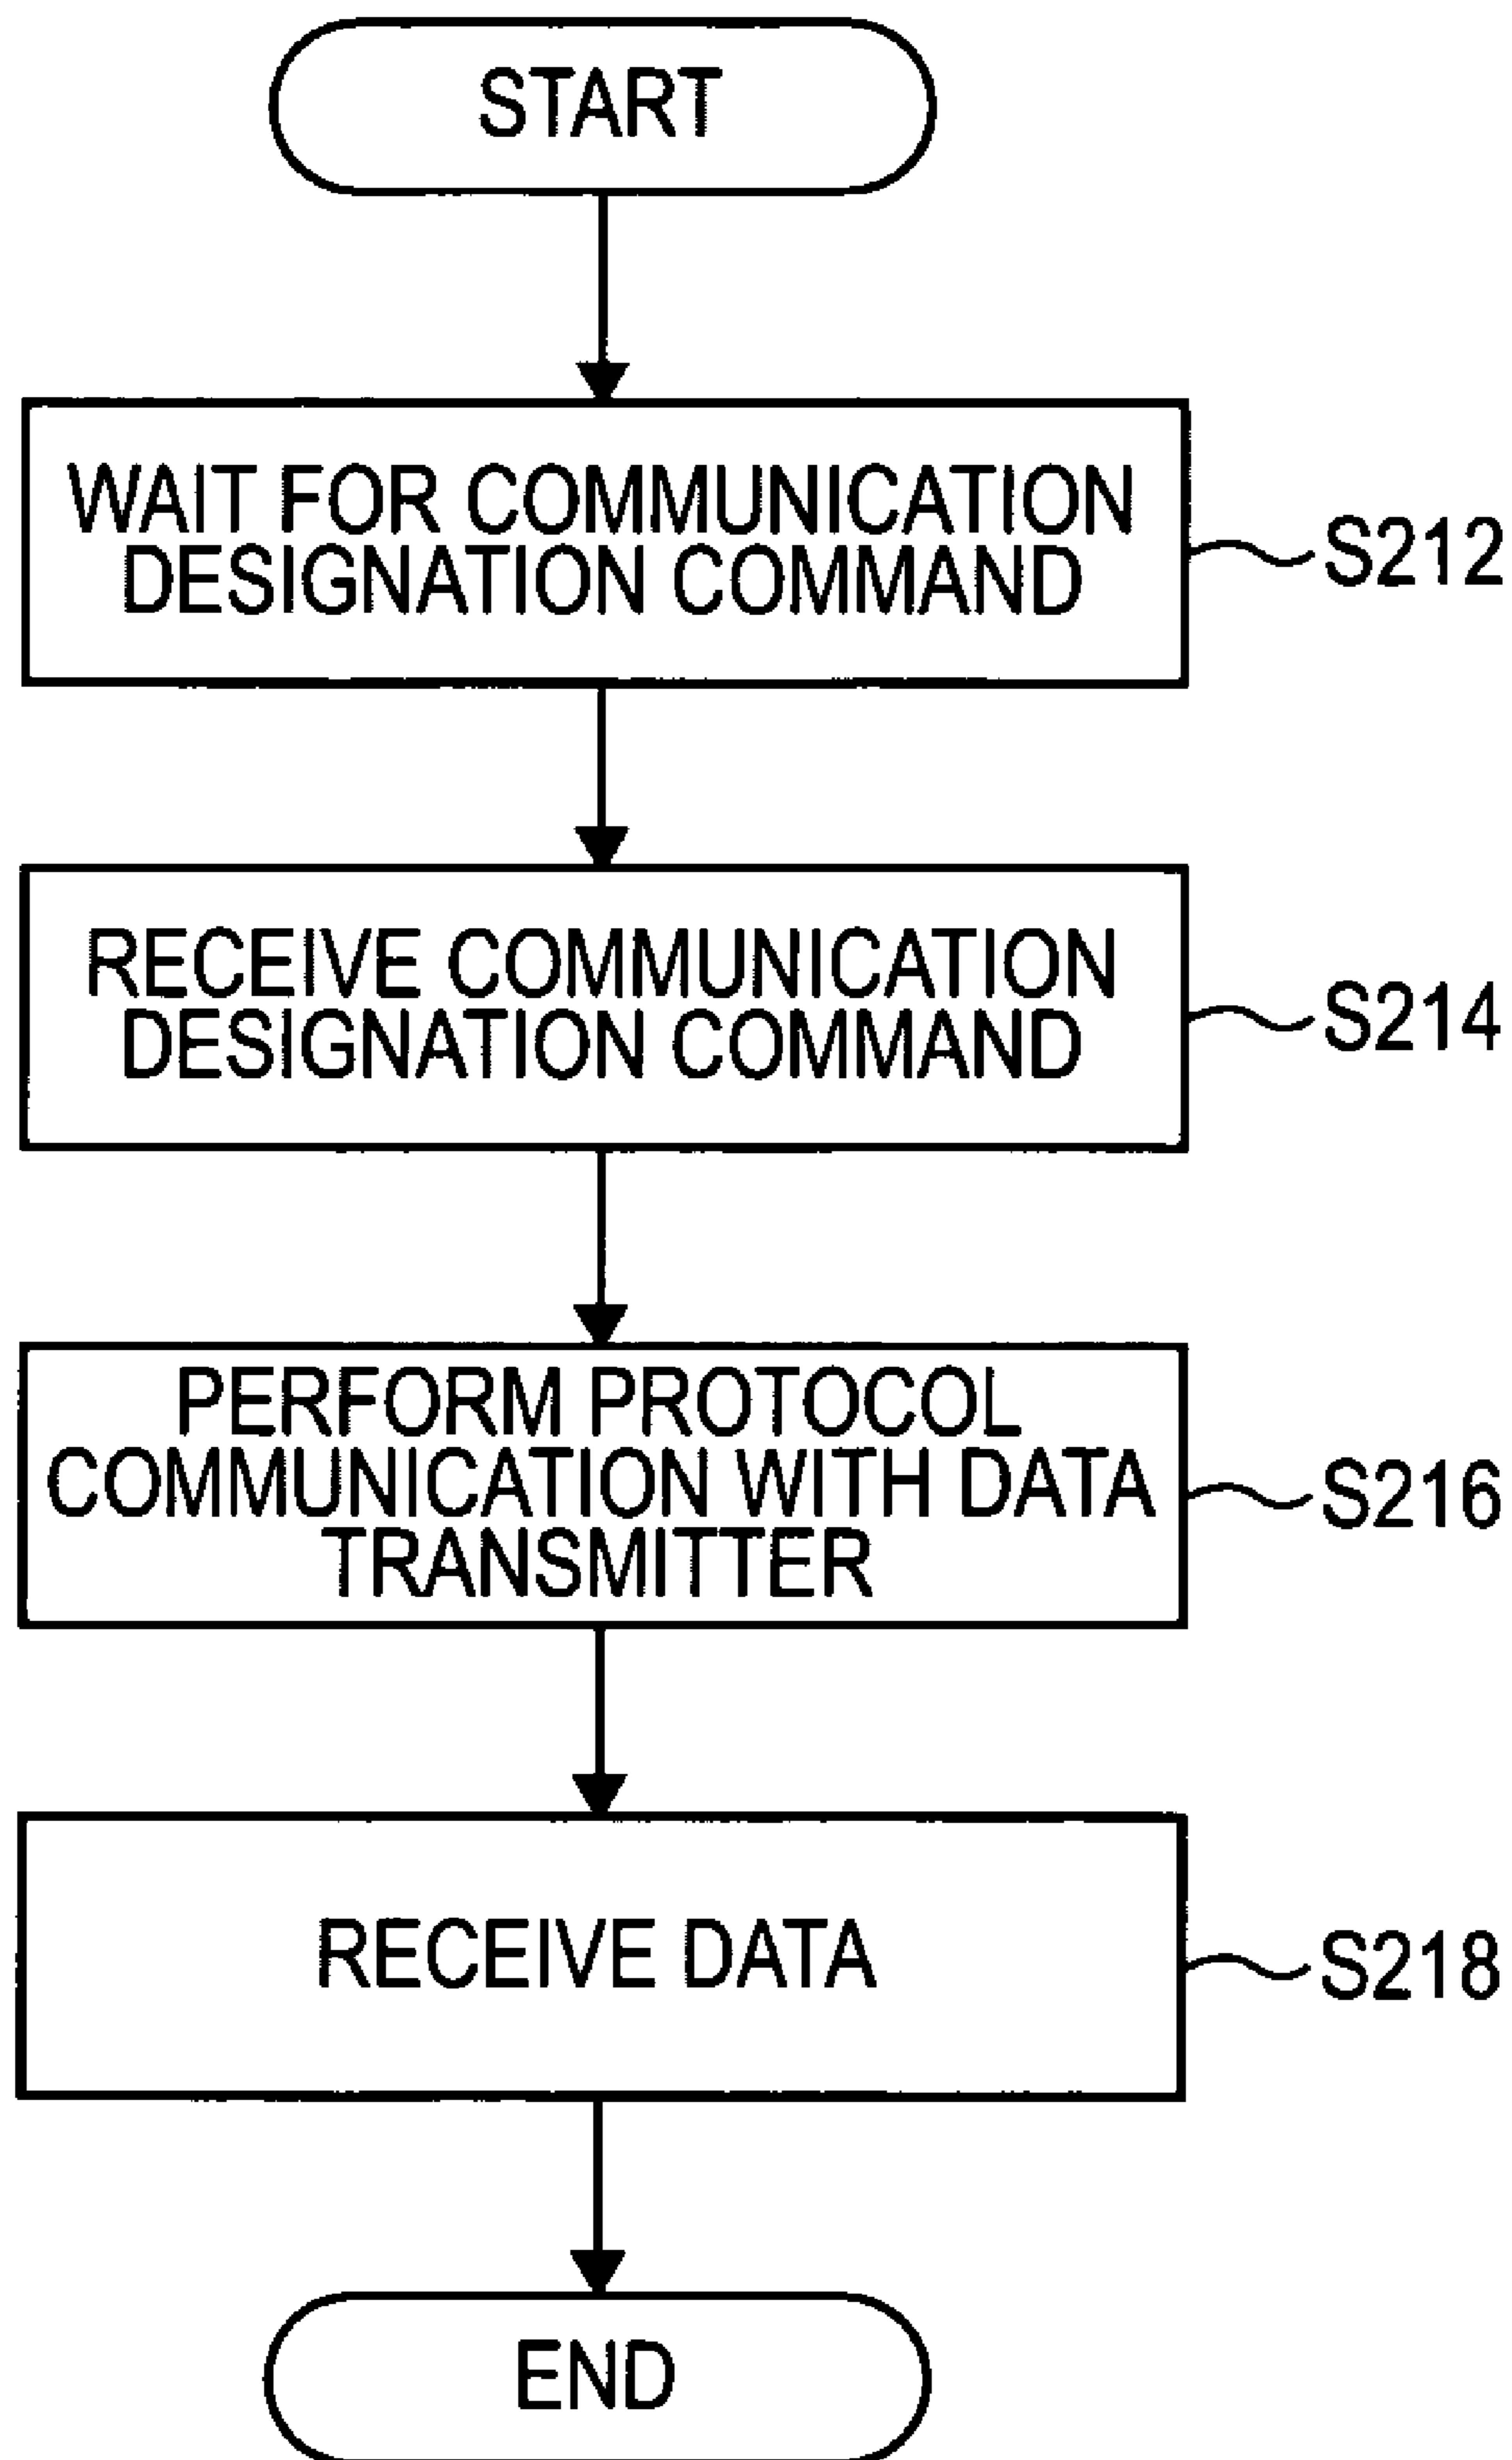 START
WAIT FOR COMMUNICATION
DESIGNATION COMMAND
S212
RECEIVE COMMUNICATION
DESIGNATION COMMAND
S214
PERFORM PROTOCOL
COMMUNICATION WITH DATA
TRANSMITTER
S216
RECEIVE DATA
S218
END